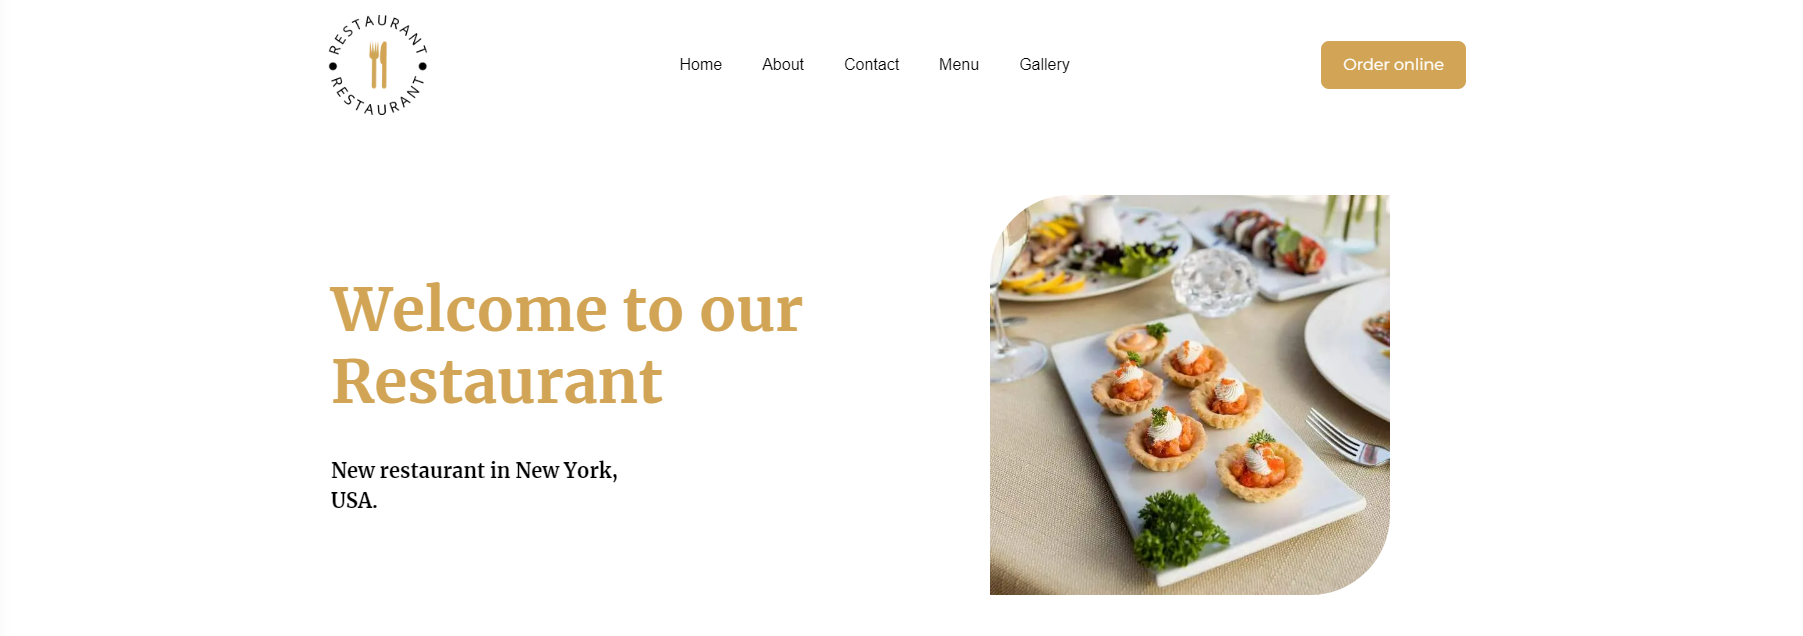 RESTAURANT
RESTAURANT
Home About Contact Menu Gallery
Order online
Welcome to our
Restaurant
New restaurant in New York,
USA.